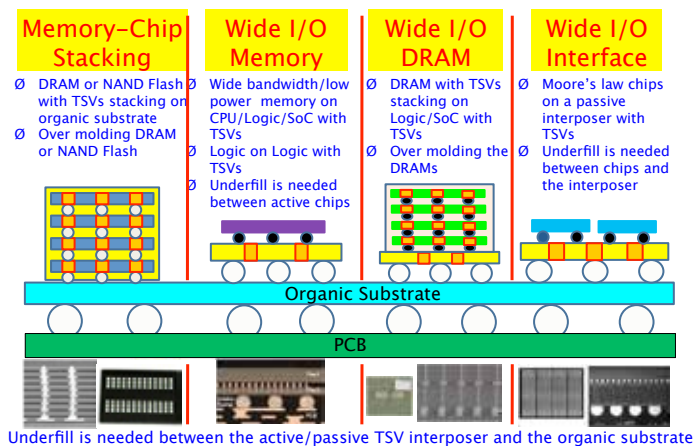 Memory-Chip
Stacking
Ø DRAM or NAND Flash
with TSVs stacking on
organic substrate
Ø Over molding DRAM
or NAND Flash
Wide I/O
Memory
Ø Wide bandwidth/low
power memory on
CPU/Logic/SoC with
TSVs
Ø Logic on Logic with
TSVs
Ø Underfill is needed
between active chips
Wide I/O
DRAM
Ø DRAM with TSVs
stacking on
Logic/SoC with
TSVs
Ø Over molding the
DRAMs
Wide I/O
Interface
Ø Moore's law chips
on a passive
interposer with
TSVs
Ø Underfill is needed
between chips and
the interposer
Organic Substrate
PCB
Underfill is needed between the active/passive TSV interposer and the organic substrate